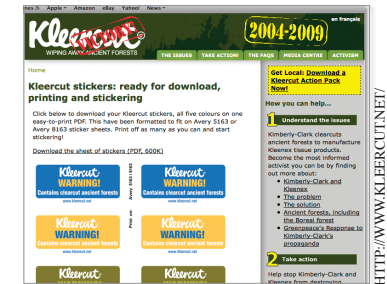 nes Apple Amazon eBay Yahoo! News
Kleercut
WIPING AWAY ANCIENT FORESTS
2004-2009
en français
THE ISSUES TAKE ACTION! THE FAQS MEDIA CENTRE ACTIVISM
Home
Kleercut stickers: ready for download,
printing and stickering
Click below to download your Kleercut stickers, all five colours on one
easy-to-print PDF. This have been formatted to fit on Avery 5163 or
Avery 8163 sticker sheets. Print off as many as you can and start
stickering!
Download the sheet of stickers (PDF, 600K)
Kleercut
WARNING!
Contains clearcut ancient forests
www.kleercut.net
Kleercut
WARNING!
Contains clearcut ancient forests
www.kleercut.net
Kleercut
WARNING!
Contains clearcut ancient forests
www.kleercut.net
Kleercut
WARNING!
Contains clearcut ancient forests
www.kleercut.net
Kleercut
WARNING!
Kleercut
WARNING!
Print on: Avery 5163/8163
Get Local: Download a
Kleercut Action Pack
Now!
How you can help...
1 Understand the issues
Kimberly-Clark clearcuts
ancient forests to manufacture
Kleenex tissue products.
Become the most informed
activist you can be by finding
out more about:
Kimberly-Clark and
Kleenex
The problem
The solution
Ancient forests, including
the Boreal forest
Greenpeace's Response to
Kimberly-Clark's
propaganda
2 Take action
Help stop Kimberly-Clark and
Kleenex from destroying
HTTP://WWW.KLEERCUT.NET/